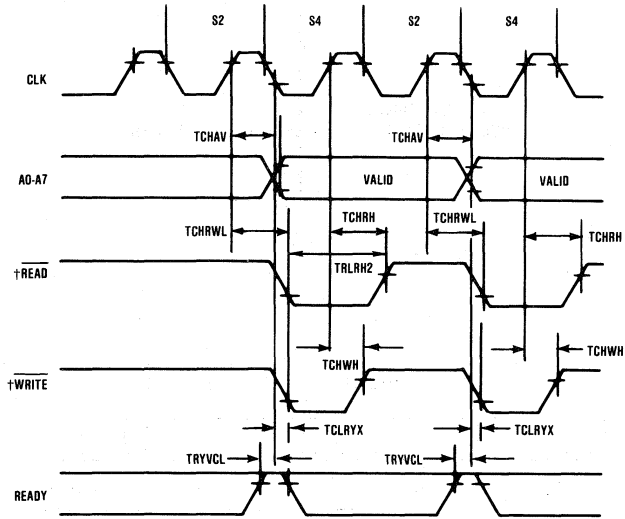 S2 S4 S2 S4
CLK
TCHAV TCHAV
A0-A7 VALID VALID
TCHRWL TCHRH TCHRWL TCHRH
†READ TRLRH2
TCHWH TCHWH
†WRITE
TCLRYX TCLRYX
TRYVCL TRYVCL
READY